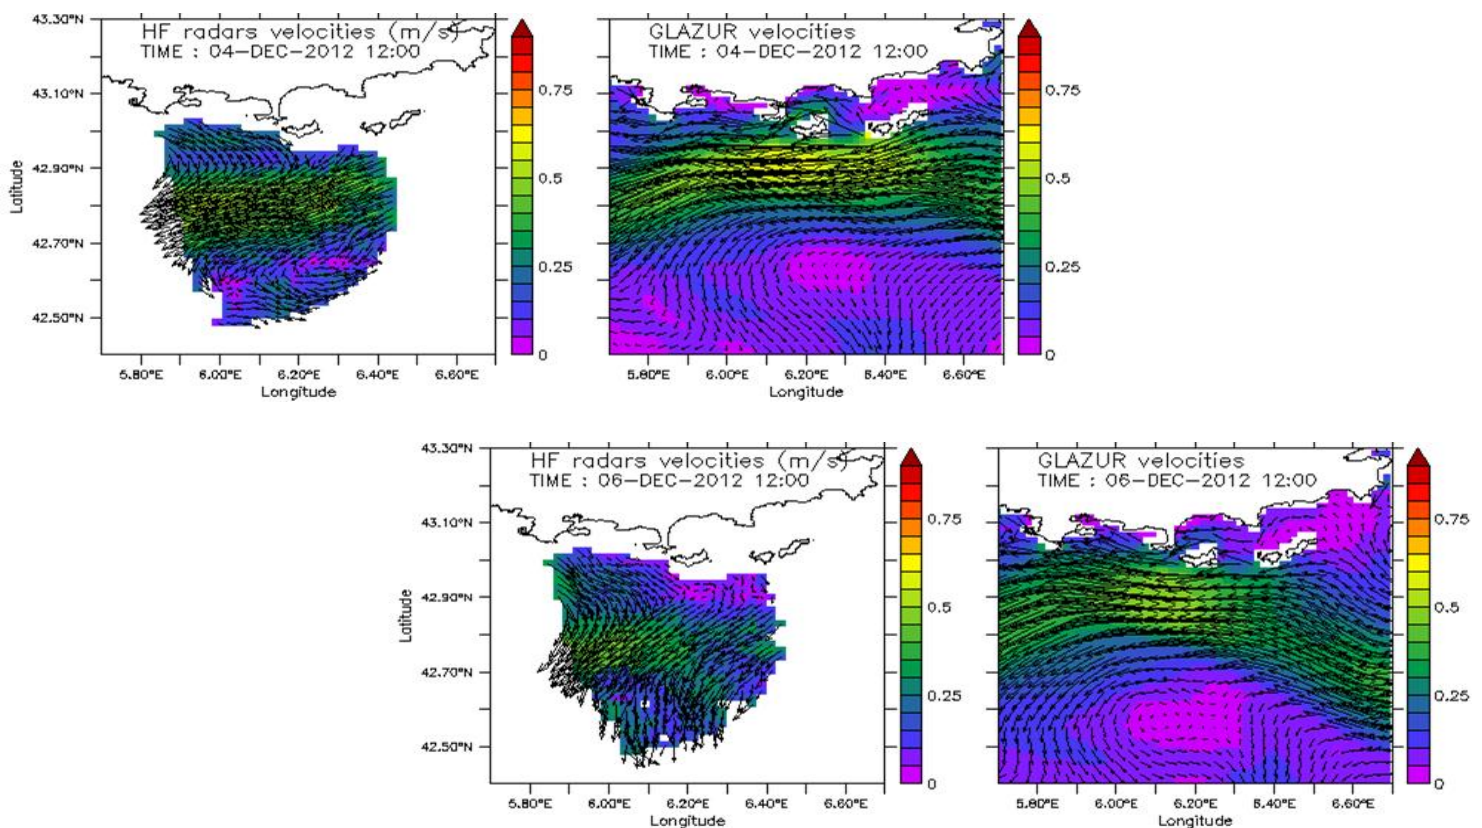 HF radars velocities (m/s)
TIME : 04-DEC-2012 12:00
43.30°N
43.10°N
42.90°N
42.70°N
42.50°N
Latitude
5.80°E 6.00°E 6.20°E 6.40°E 6.60°E
Longitude
0.75
0.5
0.25
0
GLAZUR velocities
TIME : 04-DEC-2012 12:00
5.80°E 6.00°E 6.20°E 6.40°E 6.60°E
Longitude
0.75
0.5
0.25
0
HF radars velocities (m/s)
TIME : 06-DEC-2012 12:00
43.30°N
43.10°N
42.90°N
42.70°N
42.50°N
Latitude
5.80°E 6.00°E 6.20°E 6.40°E 6.60°E
Longitude
0.75
0.5
0.25
0
GLAZUR velocities
TIME : 06-DEC-2012 12:00
5.80°E 6.00°E 6.20°E 6.40°E 6.60°E
Longitude
0.75
0.5
0.25
0